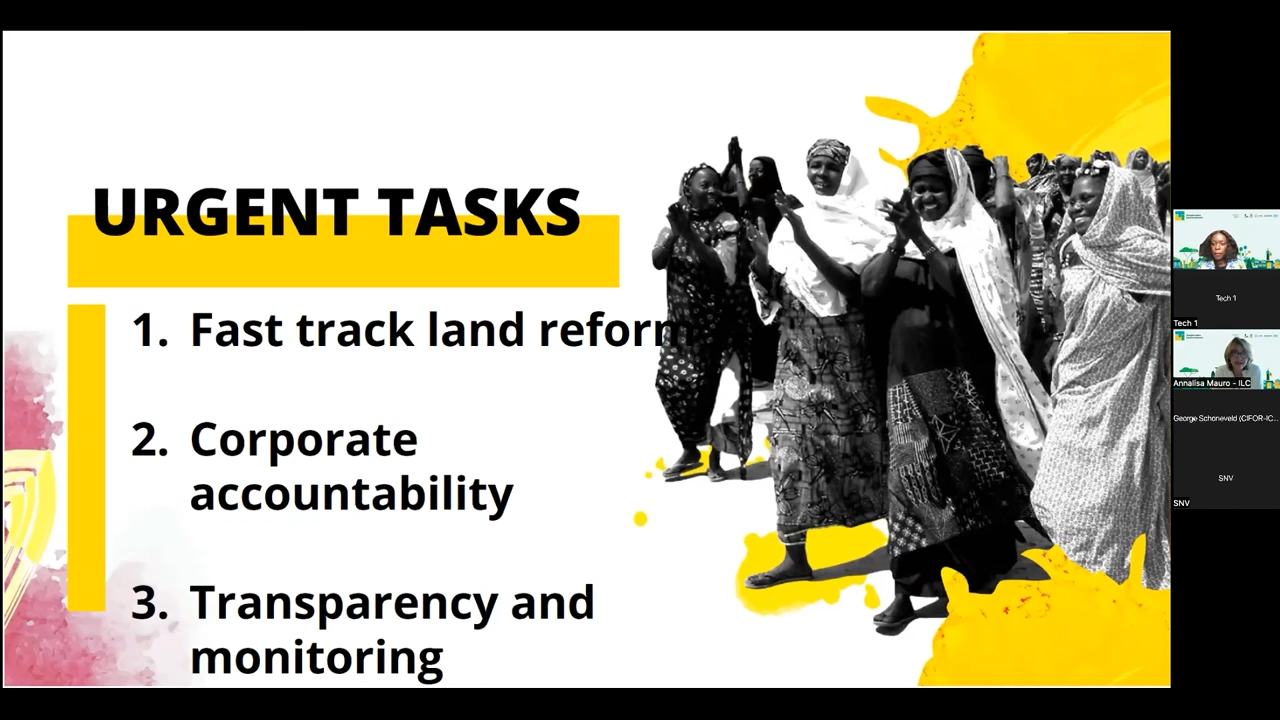 URGENT TASKS
1. Fast track land reform
2. Corporate
accountability
3. Transparency and
monitoring
Tech 1
Tech 1
Annalisa Mauro - ILC
George Schoneveld (CIFOR-IC...
SNV
SNV